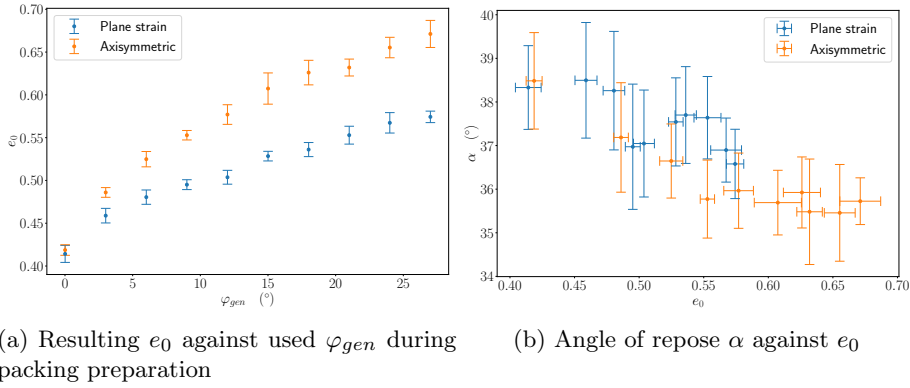 Plane strain
Axisymmetric
0.70
0.65
0.60
0.55
0.50
0.45
0.40
e₀
0 5 10 15 20 25
φ_gen (°)
Plane strain
Axisymmetric
40
39
38
37
36
35
34
α (°)
0.40 0.45 0.50 0.55 0.60 0.65 0.70
e₀
(a) Resulting e₀ against used φ_gen during
packing preparation
(b) Angle of repose α against e₀